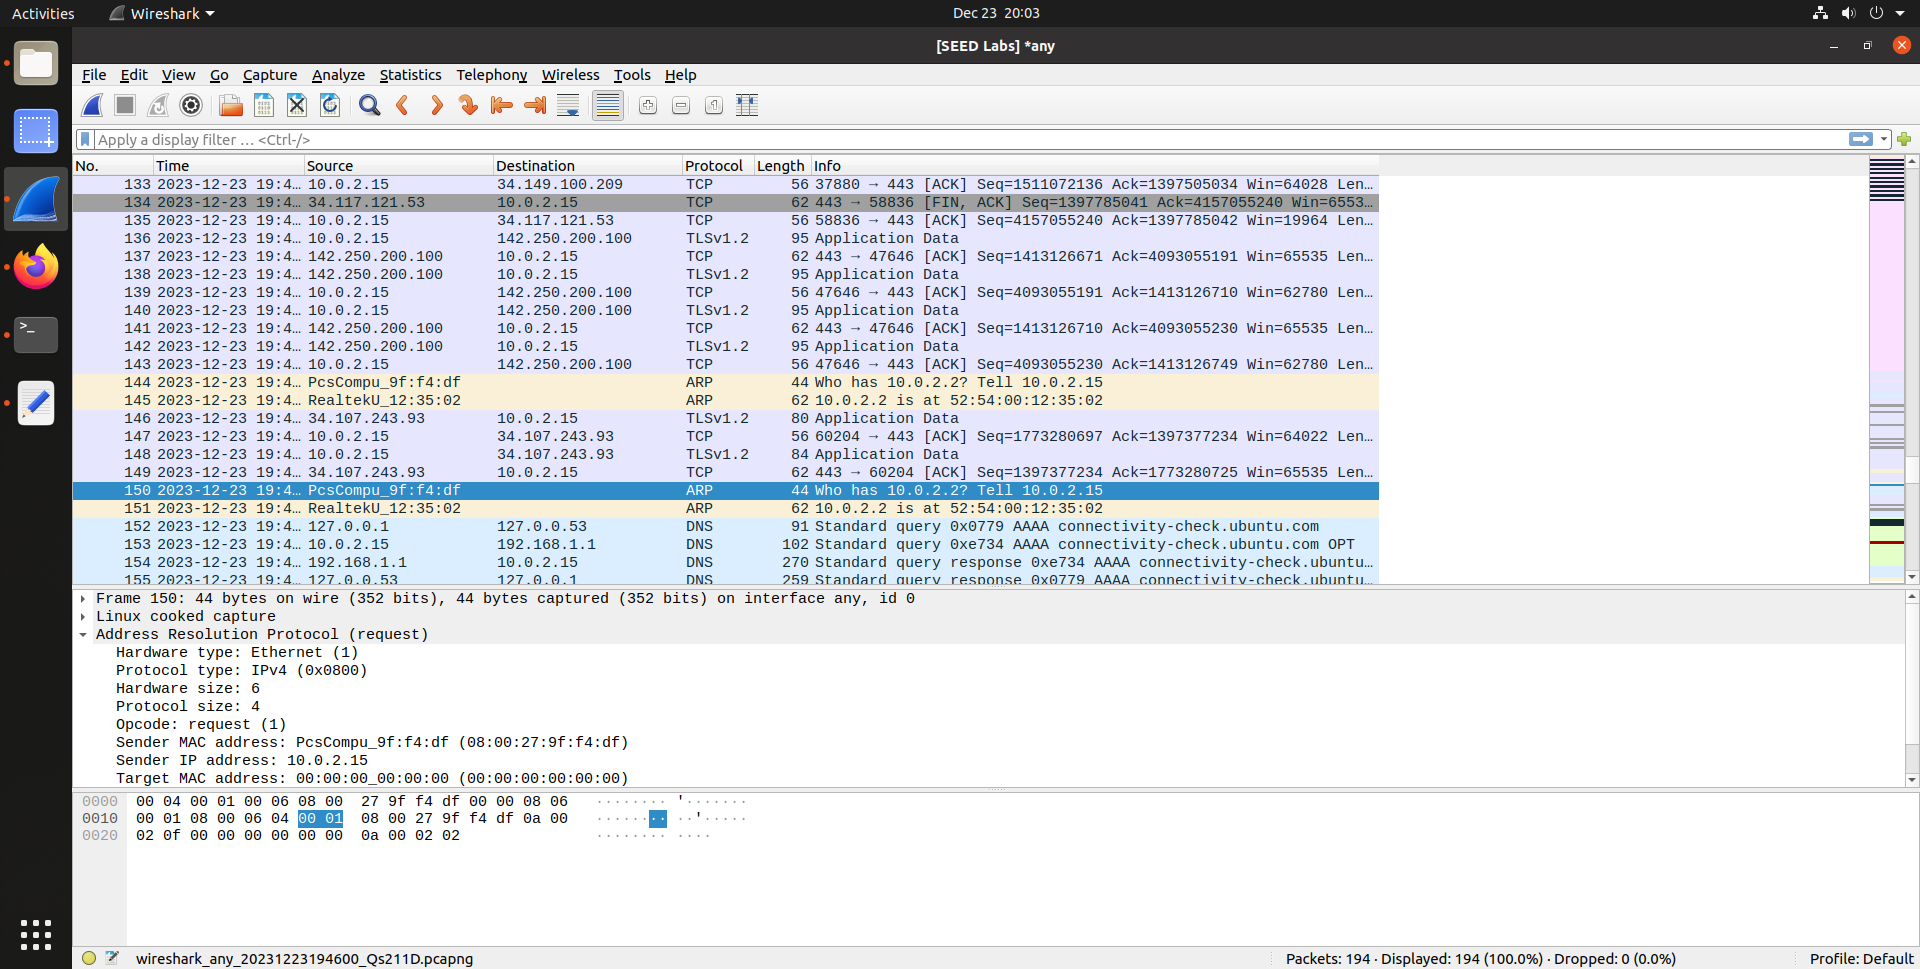 Activities Wireshark Dec 23 20:03
[SEED Labs] *any
File Edit View Go Capture Analyze Statistics Telephony Wireless Tools Help
Apply a display filter … <Ctrl-/>
No. Time Source Destination Protocol Length Info
133 2023-12-23 19:4… 10.0.2.15 34.149.100.209 TCP 56 37880 → 443 [ACK] Seq=1511072136 Ack=1397505034 Win=64028 Len…
134 2023-12-23 19:4… 34.117.121.53 10.0.2.15 TCP 62 443 → 58836 [FIN, ACK] Seq=1397785041 Ack=4157055240 Win=6553…
135 2023-12-23 19:4… 10.0.2.15 34.117.121.53 TCP 56 58836 → 443 [ACK] Seq=4157055240 Ack=1397785042 Win=19964 Len…
136 2023-12-23 19:4… 10.0.2.15 142.250.200.100 TLSv1.2 95 Application Data
137 2023-12-23 19:4… 142.250.200.100 10.0.2.15 TCP 62 443 → 47646 [ACK] Seq=1413126671 Ack=4093055191 Win=65535 Len…
138 2023-12-23 19:4… 142.250.200.100 10.0.2.15 TLSv1.2 95 Application Data
139 2023-12-23 19:4… 10.0.2.15 142.250.200.100 TCP 56 47646 → 443 [ACK] Seq=4093055191 Ack=1413126710 Win=62780 Len…
140 2023-12-23 19:4… 10.0.2.15 142.250.200.100 TLSv1.2 95 Application Data
141 2023-12-23 19:4… 142.250.200.100 10.0.2.15 TCP 62 443 → 47646 [ACK] Seq=1413126710 Ack=4093055230 Win=65535 Len…
142 2023-12-23 19:4… 142.250.200.100 10.0.2.15 TLSv1.2 95 Application Data
143 2023-12-23 19:4… 10.0.2.15 142.250.200.100 TCP 56 47646 → 443 [ACK] Seq=4093055230 Ack=1413126749 Win=62780 Len…
144 2023-12-23 19:4… PcsCompu_9f:f4:df ARP 44 Who has 10.0.2.2? Tell 10.0.2.15
145 2023-12-23 19:4… RealtekU_12:35:02 ARP 62 10.0.2.2 is at 52:54:00:12:35:02
146 2023-12-23 19:4… 34.107.243.93 10.0.2.15 TLSv1.2 80 Application Data
147 2023-12-23 19:4… 10.0.2.15 34.107.243.93 TCP 56 60204 → 443 [ACK] Seq=1773280697 Ack=1397377234 Win=64022 Len…
148 2023-12-23 19:4… 10.0.2.15 34.107.243.93 TLSv1.2 84 Application Data
149 2023-12-23 19:4… 34.107.243.93 10.0.2.15 TCP 62 443 → 60204 [ACK] Seq=1397377234 Ack=1773280725 Win=65535 Len…
150 2023-12-23 19:4… PcsCompu_9f:f4:df ARP 44 Who has 10.0.2.2? Tell 10.0.2.15
151 2023-12-23 19:4… RealtekU_12:35:02 ARP 62 10.0.2.2 is at 52:54:00:12:35:02
152 2023-12-23 19:4… 127.0.0.1 127.0.0.53 DNS 91 Standard query 0x0779 AAAA connectivity-check.ubuntu.com
153 2023-12-23 19:4… 10.0.2.15 192.168.1.1 DNS 102 Standard query 0xe734 AAAA connectivity-check.ubuntu.com OPT
154 2023-12-23 19:4… 192.168.1.1 10.0.2.15 DNS 270 Standard query response 0xe734 AAAA connectivity-check.ubuntu…
155 2023-12-23 19:4… 127.0.0.53 127.0.0.1 DNS 259 Standard query response 0x0779 AAAA connectivity-check.ubuntu…
Frame 150: 44 bytes on wire (352 bits), 44 bytes captured (352 bits) on interface any, id 0
Linux cooked capture
Address Resolution Protocol (request)
Hardware type: Ethernet (1)
Protocol type: IPv4 (0x0800)
Hardware size: 6
Protocol size: 4
Opcode: request (1)
Sender MAC address: PcsCompu_9f:f4:df (08:00:27:9f:f4:df)
Sender IP address: 10.0.2.15
Target MAC address: 00:00:00_00:00:00 (00:00:00:00:00:00)
0000 00 04 00 01 00 06 08 00 27 9f f4 df 00 00 08 06 ········ '·······
0010 00 01 08 00 06 04 00 01 08 00 27 9f f4 df 0a 00 ········ ··'·····
0020 02 0f 00 00 00 00 00 00 0a 00 02 02 ········ ····
wireshark_any_20231223194600_Qs211D.pcapng Packets: 194 · Displayed: 194 (100.0%) · Dropped: 0 (0.0%) Profile: Default